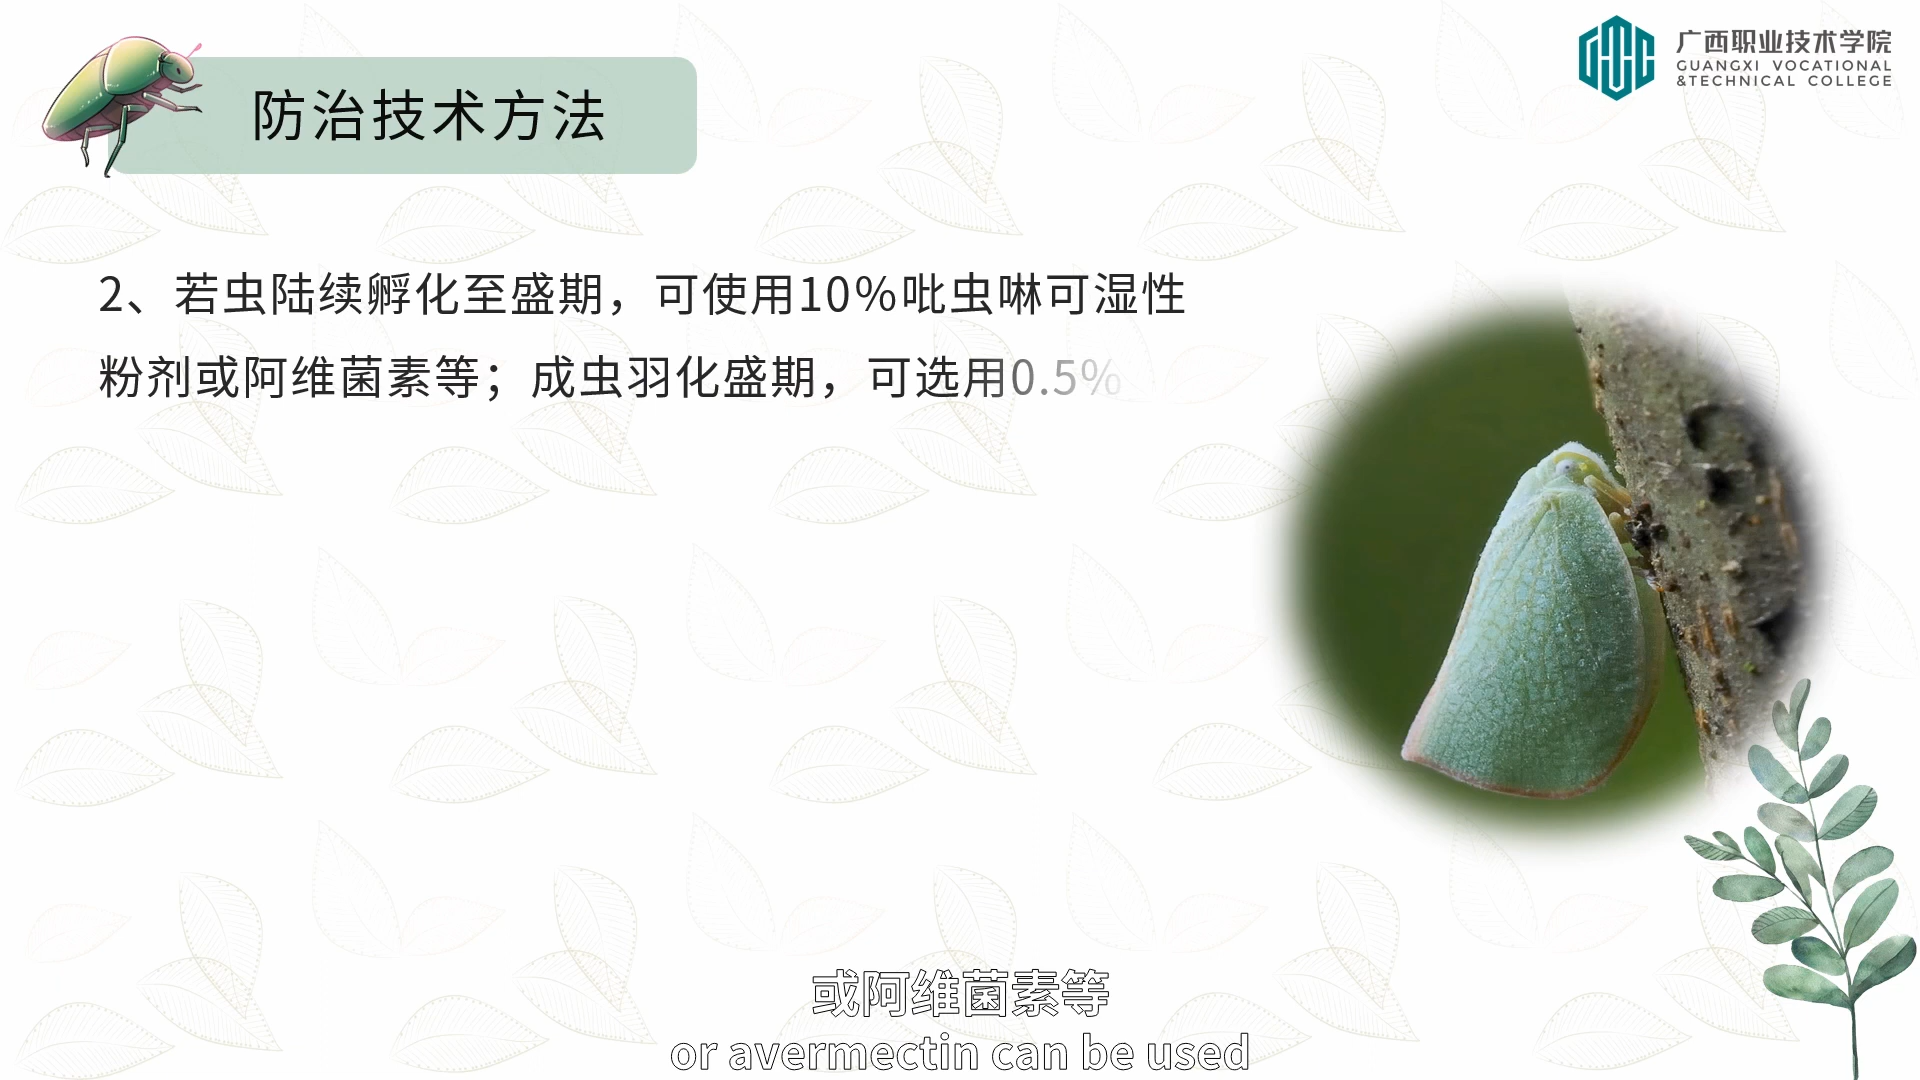 防治技术方法
广西职业技术学院
GUANGXI VOCATIONAL
&TECHNICAL COLLEGE
2、若虫陆续孵化至盛期，可使用10%吡虫啉可湿性
粉剂或阿维菌素等；成虫羽化盛期，可选用0.5%
或阿维菌素等
or avermectin can be used